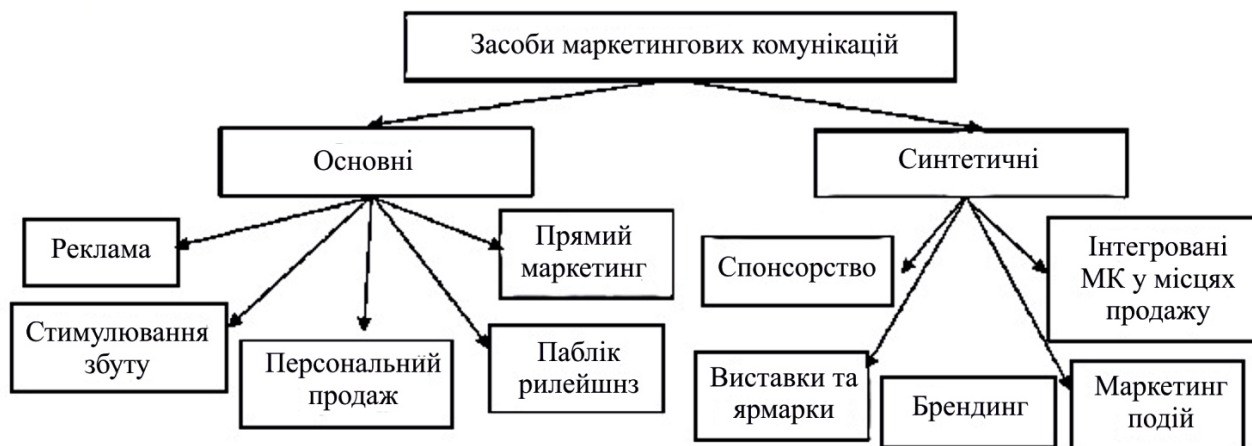 Засоби маркетингових комунікацій
Основні
Синтетичні
Реклама
Прямий
маркетинг
Стимулювання
збуту
Персональний
продаж
Паблік
рилейшнз
Спонсорство
Інтегровані
МК у місцях
продажу
Виставки та
ярмарки
Брендинг
Маркетинг
подій